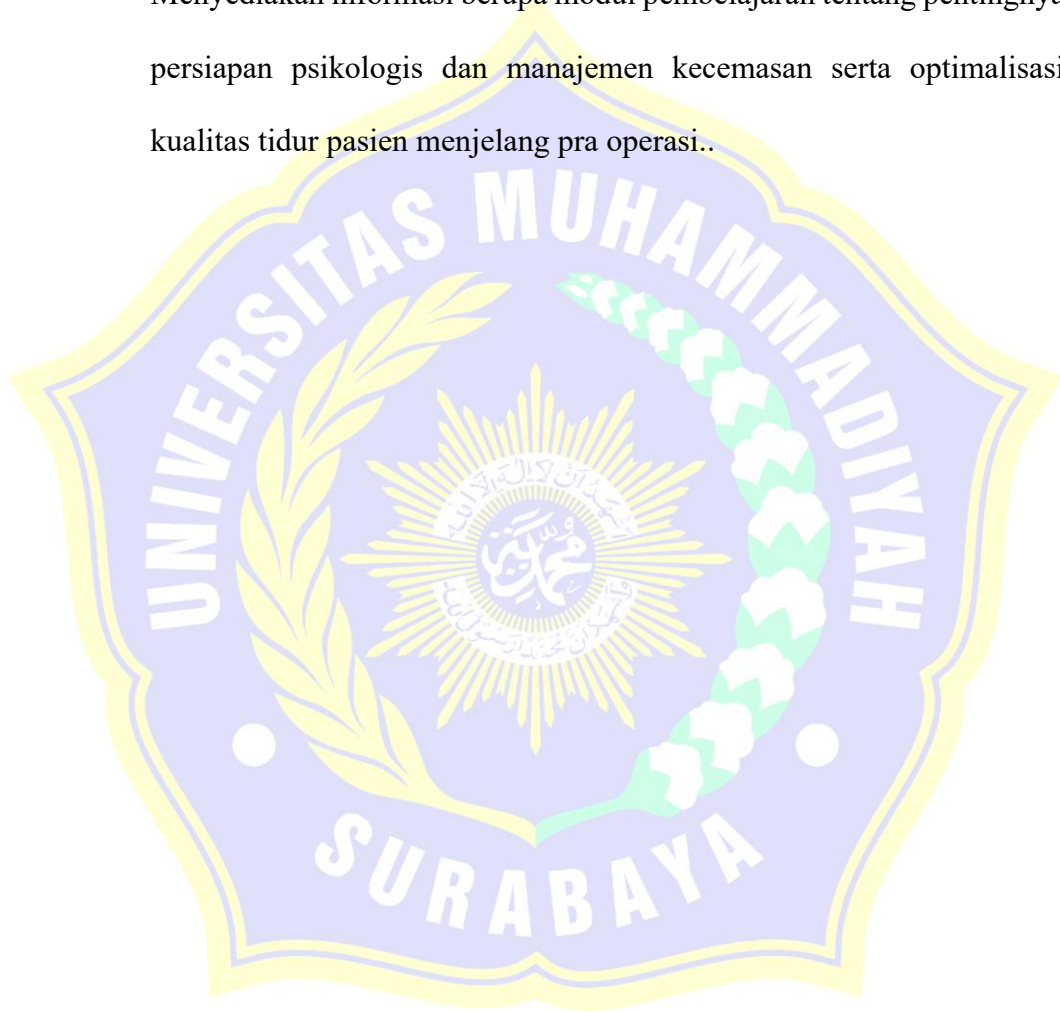 Menyediakan informasi berupa modul pembelajaran tentang pentingnya
persiapan psikologis dan manajemen kecemasan serta optimalisasi
kualitas tidur pasien menjelang pra operasi..
UNIVERSITAS MUHAMMADIYAH
SURABAYA